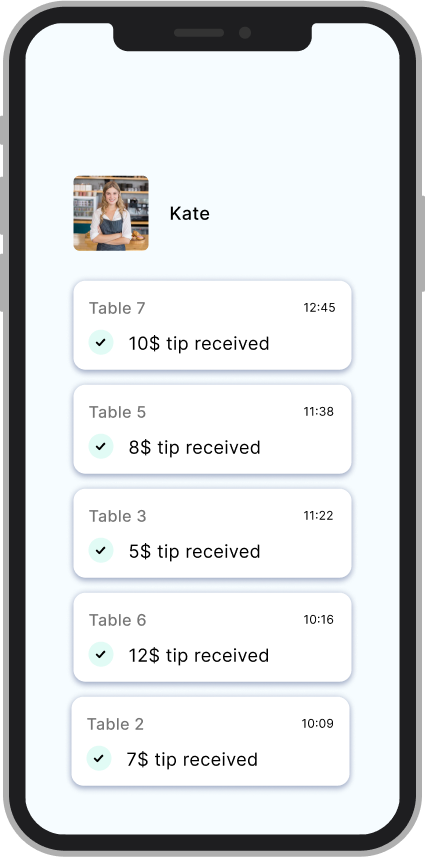 Kate
Table 7 12:45
10$ tip received
Table 5 11:38
8$ tip received
Table 3 11:22
5$ tip received
Table 6 10:16
12$ tip received
Table 2 10:09
7$ tip received